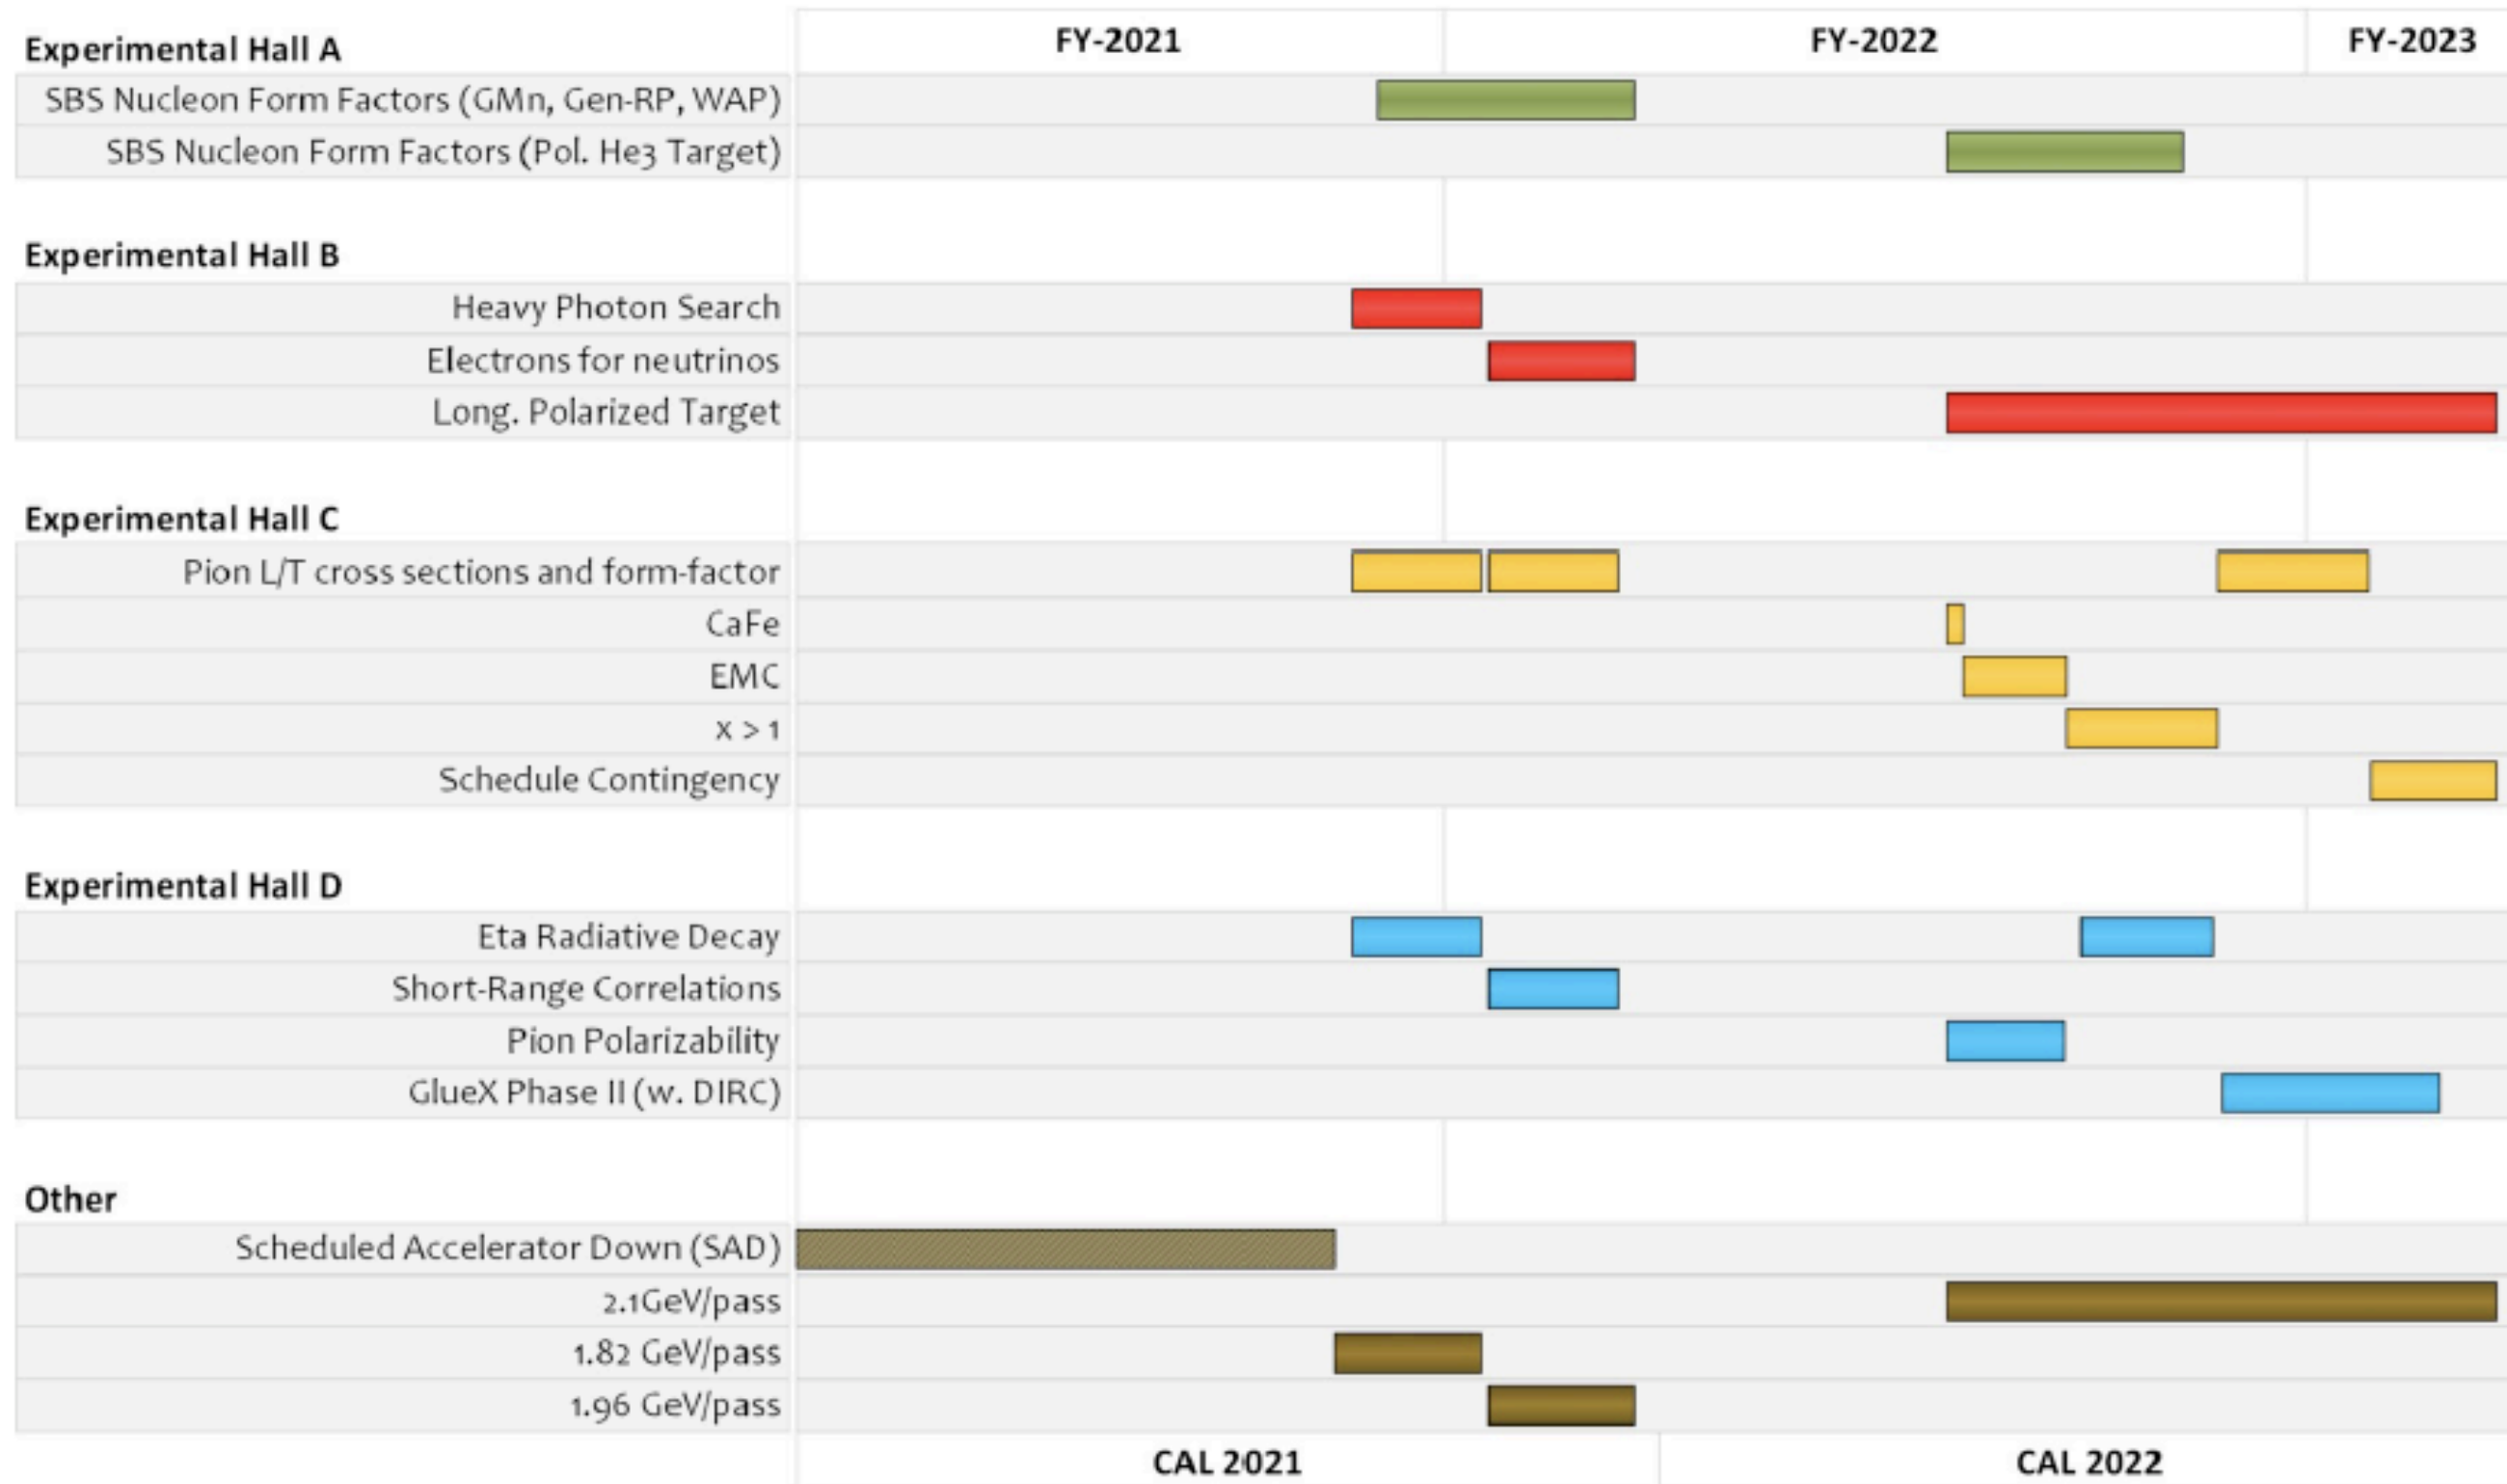 FY-2021 FY-2022 FY-2023
Experimental Hall A
SBS Nucleon Form Factors (GMn, Gen-RP, WAP)
SBS Nucleon Form Factors (Pol. He3 Target)
Experimental Hall B
Heavy Photon Search
Electrons for neutrinos
Long. Polarized Target
Experimental Hall C
Pion L/T cross sections and form-factor
CaFe
EMC
x > 1
Schedule Contingency
Experimental Hall D
Eta Radiative Decay
Short-Range Correlations
Pion Polarizability
GlueX Phase II (w. DIRC)
Other
Scheduled Accelerator Down (SAD)
2.1GeV/pass
1.82 GeV/pass
1.96 GeV/pass
CAL 2021 CAL 2022